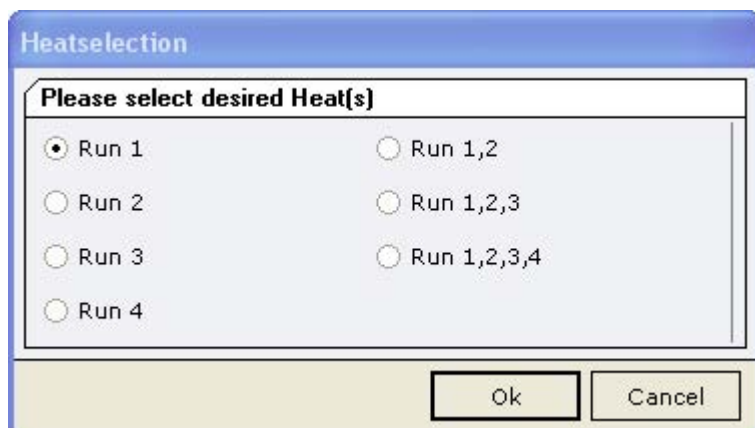 Heatselection
Please select desired Heat(s)
Run 1
Run 1,2
Run 2
Run 1,2,3
Run 3
Run 1,2,3,4
Run 4
Ok
Cancel